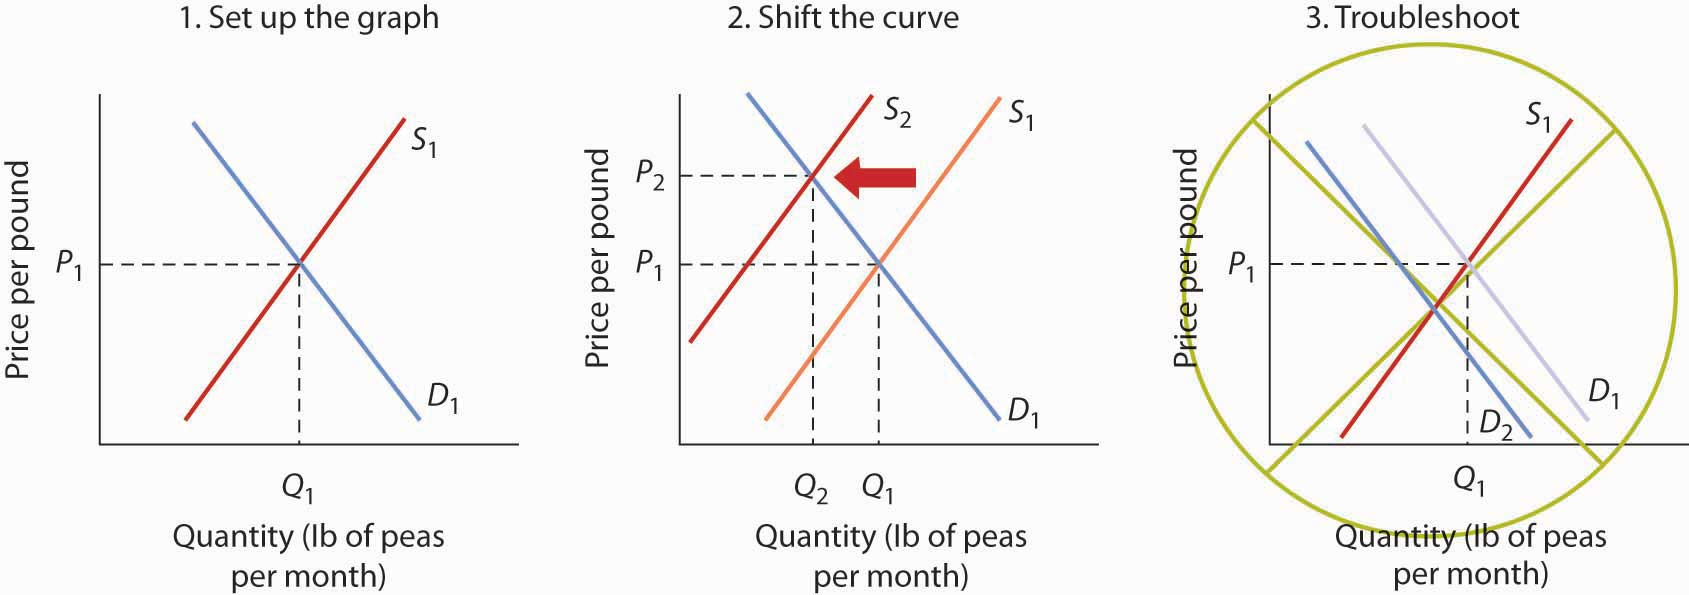 1. Set up the graph
Price per pound
S1
P1
D1
Q1
Quantity (lb of peas
per month)
2. Shift the curve
Price per pound
S2
S1
P2
P1
D1
Q2
Q1
Quantity (lb of peas
per month)
3. Troubleshoot
Price per pound
S1
P1
D1
D2
Q1
Quantity (lb of peas
per month)